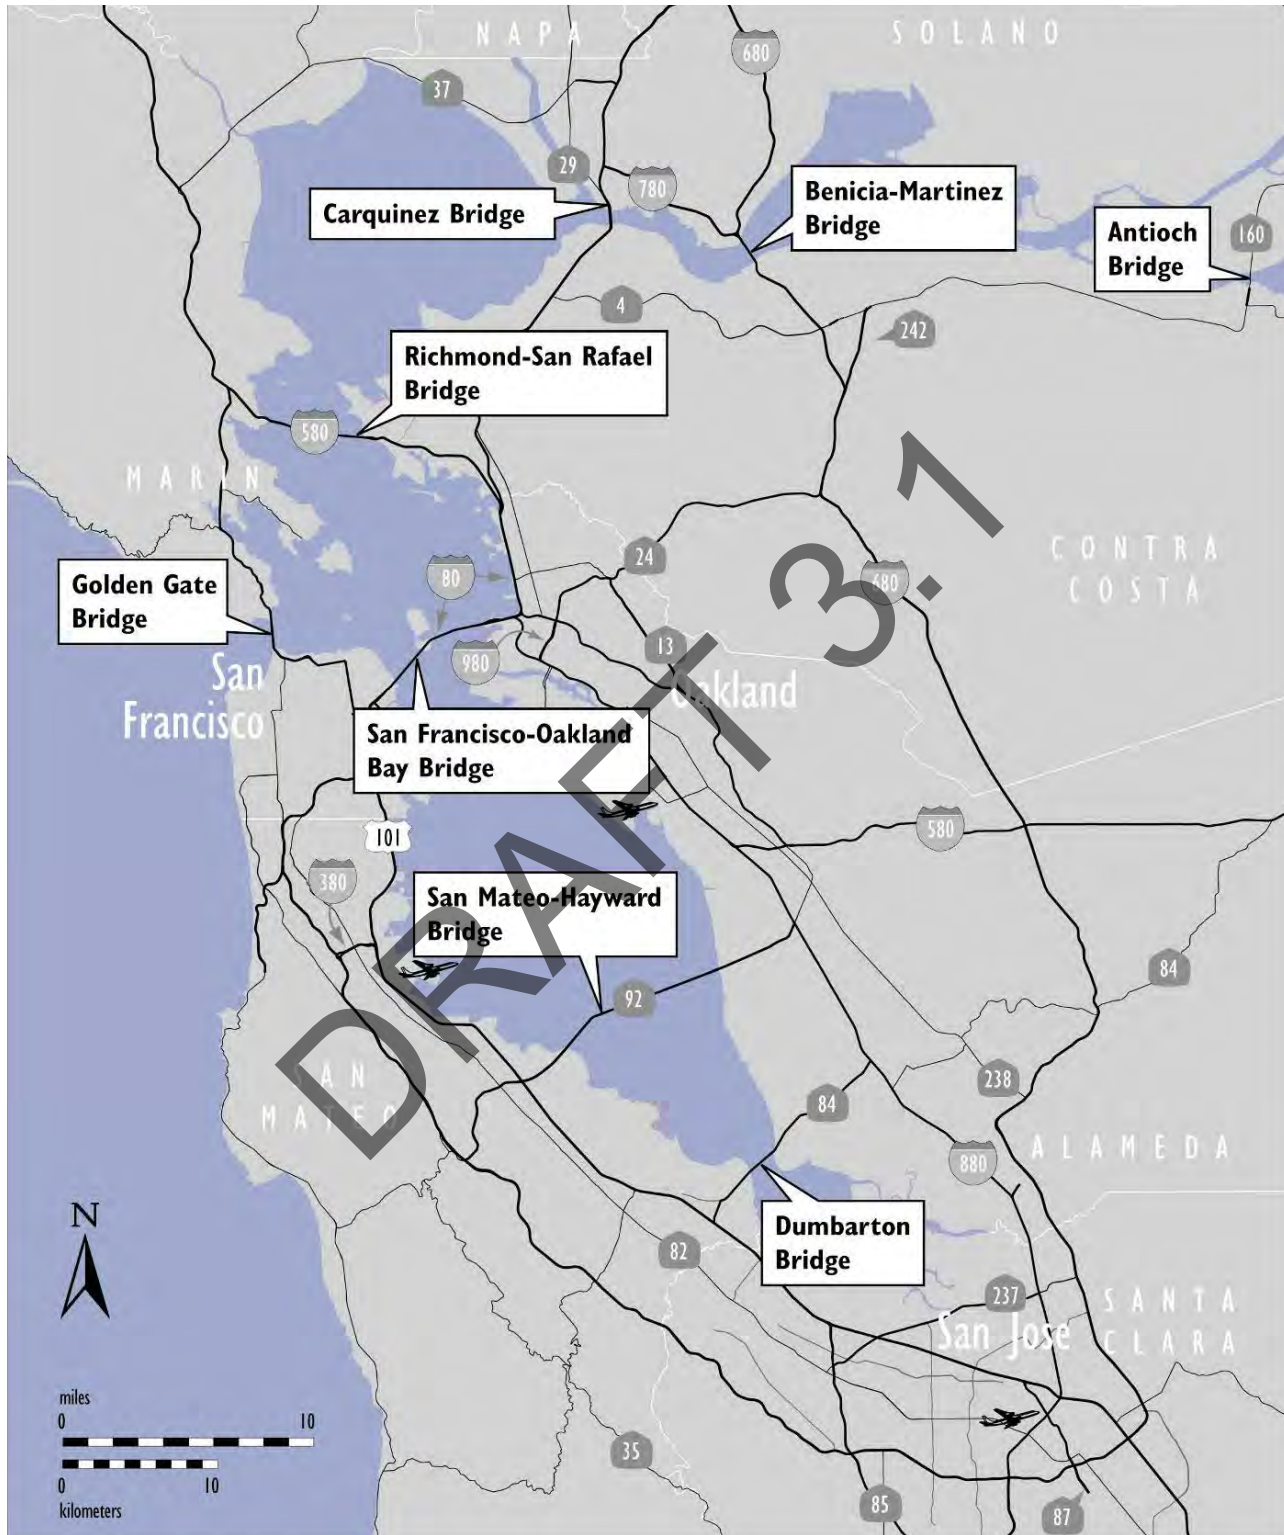 NAPA
SOLANO
680
37
29
780
Carquinez Bridge
Benicia-Martinez
Bridge
Antioch
Bridge
160
4
242
Richmond-San Rafael
Bridge
580
MARIN
24
CONTRA
COSTA
680
80
Golden Gate
Bridge
13
980
San
Francisco
Oakland
San Francisco-Oakland
Bay Bridge
101
580
380
San Mateo-Hayward
Bridge
84
92
SAN
MATEO
238
84
ALAMEDA
880
N
Dumbarton
Bridge
82
237
SANTA
CLARA
San Jose
miles
0 10
0 10
kilometers
35
85
87
DRAFT 3.1